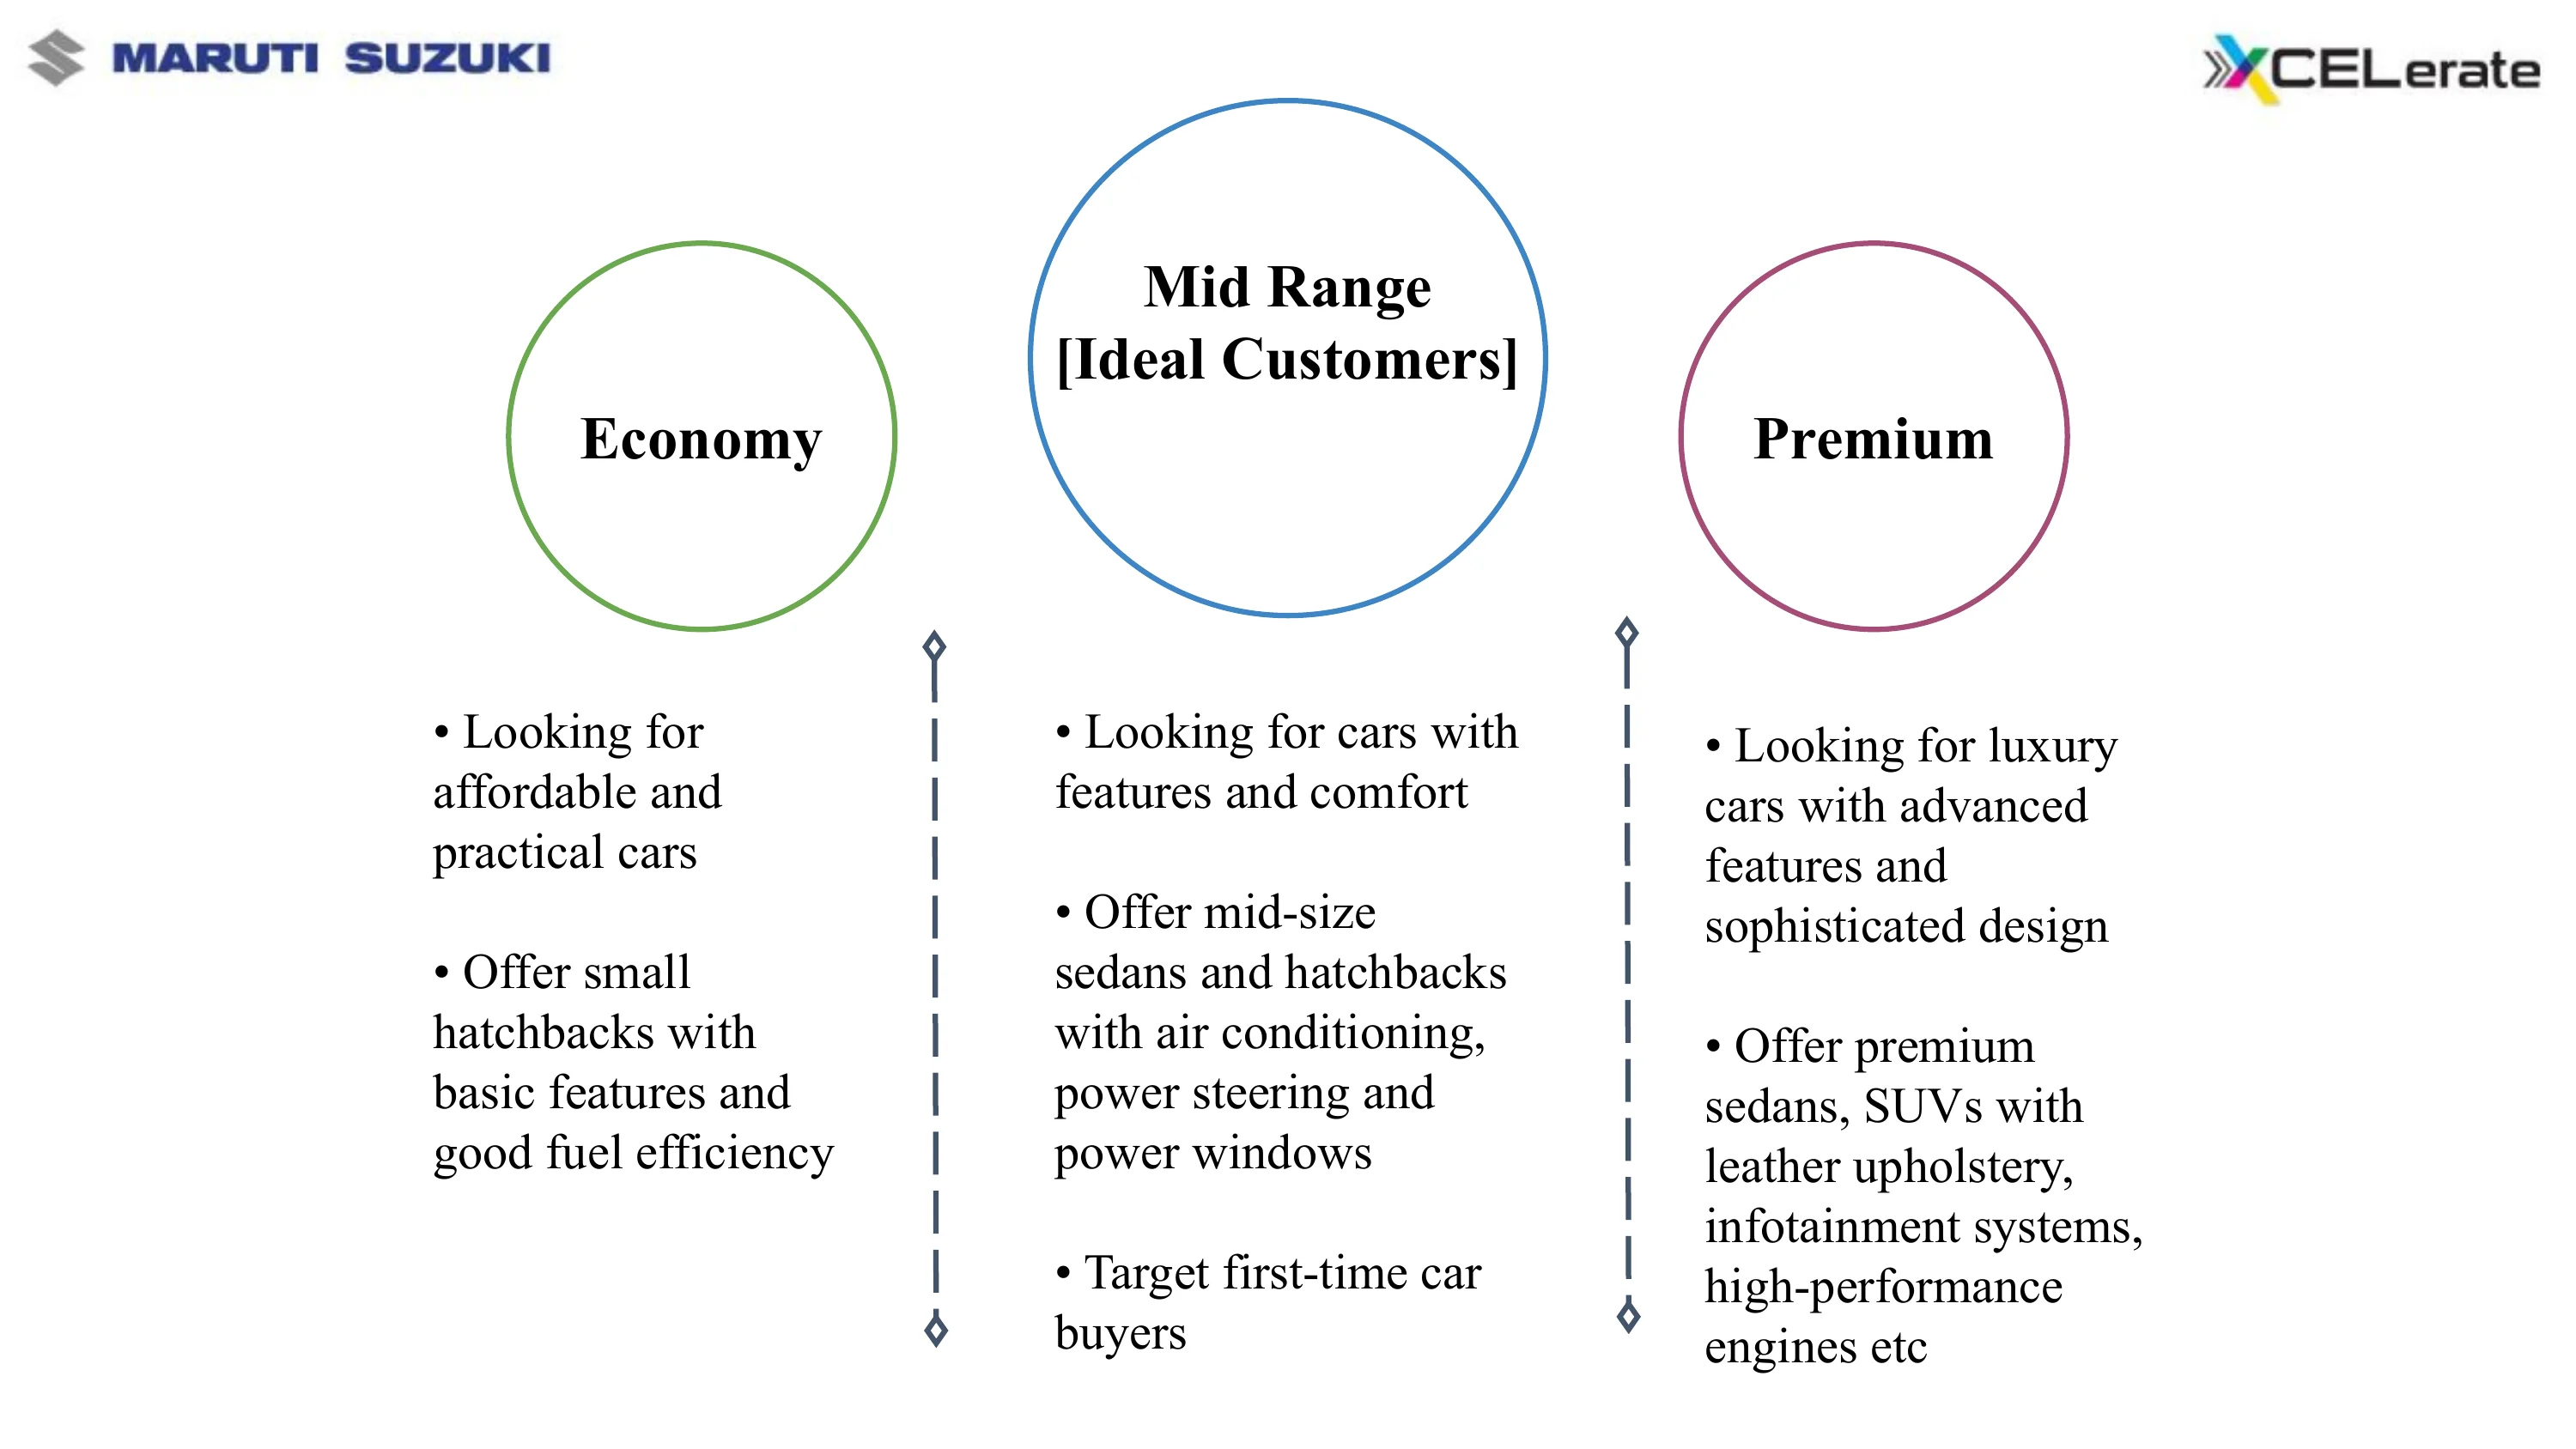 MARUTI SUZUKI
XCELerate
Mid Range
[Ideal Customers]
Economy
Premium
• Looking for
affordable and
practical cars
• Offer small
hatchbacks with
basic features and
good fuel efficiency
• Looking for cars with
features and comfort
• Offer mid-size
sedans and hatchbacks
with air conditioning,
power steering and
power windows
• Target first-time car
buyers
• Looking for luxury
cars with advanced
features and
sophisticated design
• Offer premium
sedans, SUVs with
leather upholstery,
infotainment systems,
high-performance
engines etc